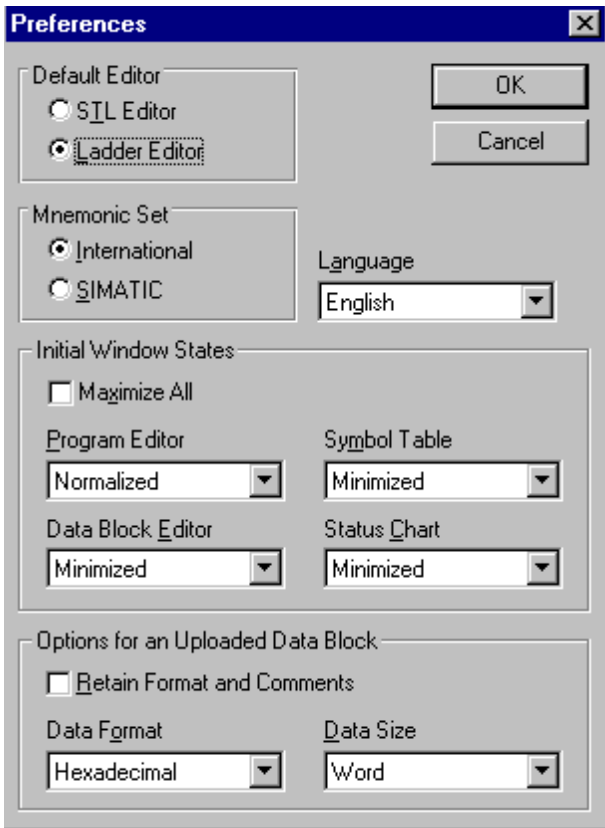 Preferences
Default Editor
STL Editor
Ladder Editor
OK
Cancel
Mnemonic Set
International
SIMATIC
Language
English
Initial Window States
Maximize All
Program Editor
Symbol Table
Normalized
Minimized
Data Block Editor
Status Chart
Minimized
Minimized
Options for an Uploaded Data Block
Retain Format and Comments
Data Format
Data Size
Hexadecimal
Word